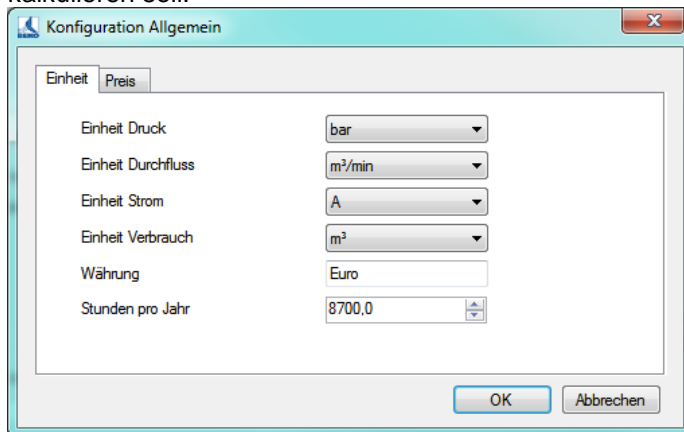 Konfiguration Allgemein
Einheit Preis
Einheit Druck bar
Einheit Durchfluss m³/min
Einheit Strom A
Einheit Verbrauch m³
Währung Euro
Stunden pro Jahr 8700,0
OK Abbrechen